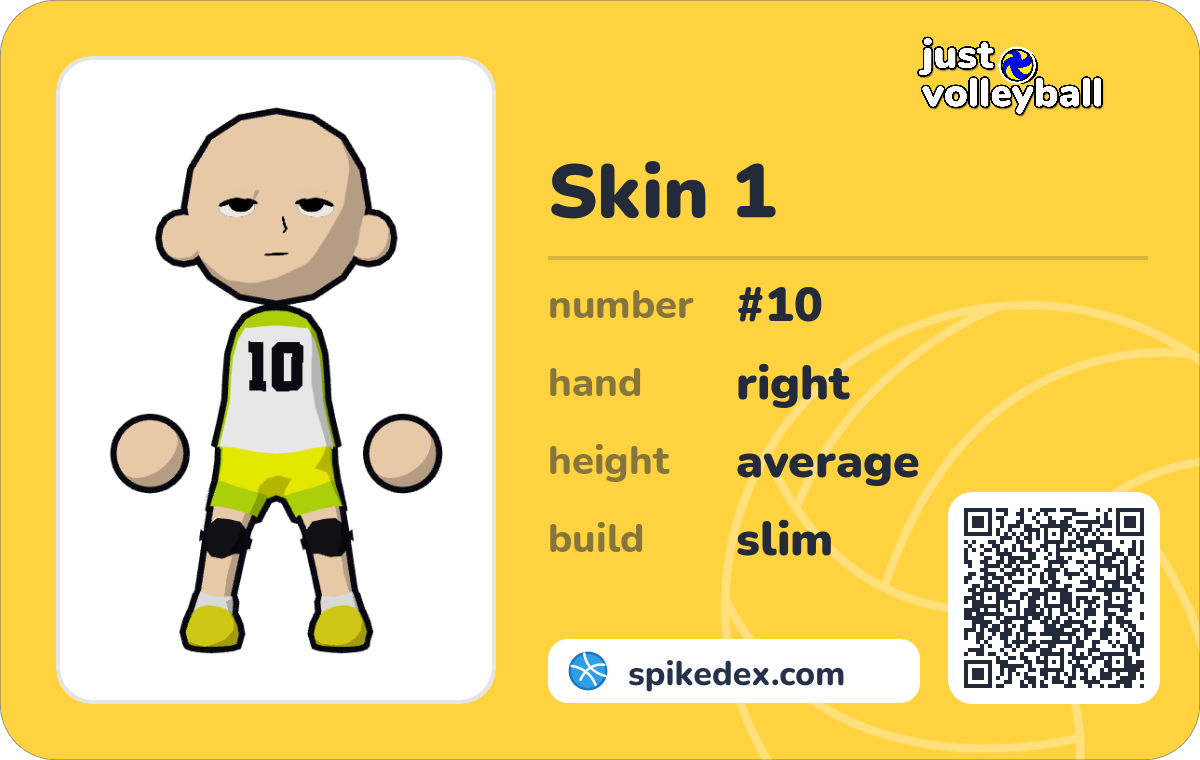 just
volleyball
Skin 1
10
number #10
hand right
height average
build slim
spikedex.com